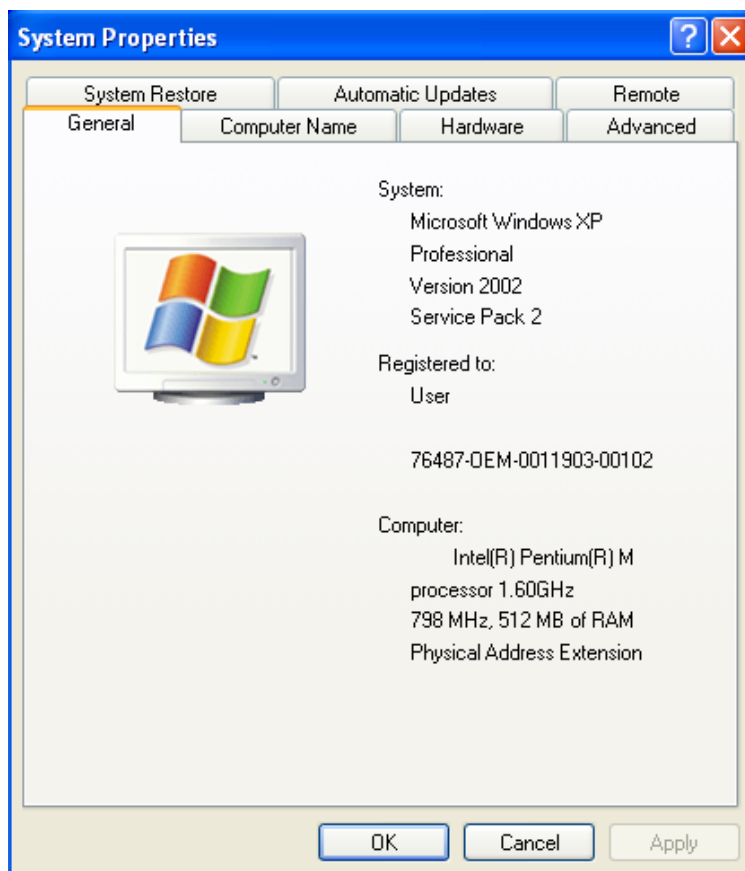 System Properties
System Restore Automatic Updates Remote
General Computer Name Hardware Advanced
System:
Microsoft Windows XP
Professional
Version 2002
Service Pack 2
Registered to:
User
76487-OEM-0011903-00102
Computer:
Intel(R) Pentium(R) M
processor 1.60GHz
798 MHz, 512 MB of RAM
Physical Address Extension
OK Cancel Apply